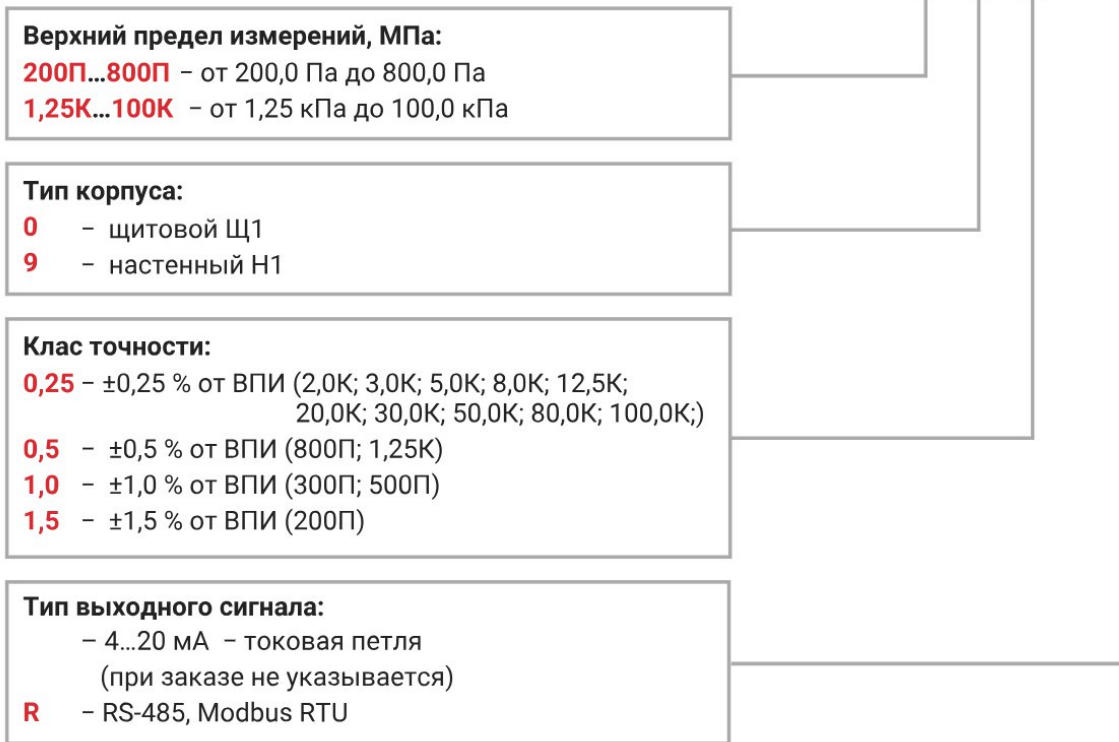 Верхний предел измерений, МПа:
200П...800П – от 200,0 Па до 800,0 Па
1,25К...100К – от 1,25 кПа до 100,0 кПа
Тип корпуса:
0 – щитовой Щ1
9 – настенный Н1
Клас точности:
0,25 – ±0,25 % от ВПИ (2,0К; 3,0К; 5,0К; 8,0К; 12,5К;
20,0К; 30,0К; 50,0К; 80,0К; 100,0К;)
0,5 – ±0,5 % от ВПИ (800П; 1,25К)
1,0 – ±1,0 % от ВПИ (300П; 500П)
1,5 – ±1,5 % от ВПИ (200П)
Тип выходного сигнала:
– 4...20 мА – токовая петля
(при заказе не указывается)
R – RS-485, Modbus RTU